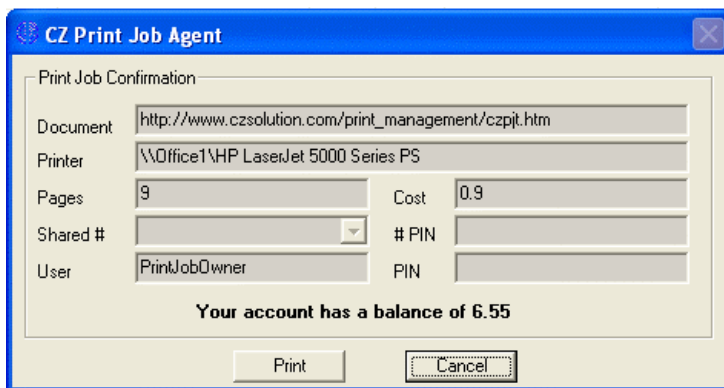 CZ Print Job Agent
Print Job Confirmation
Document http://www.czsolution.com/print_management/czpjt.htm
Printer \\Office1\HP LaserJet 5000 Series PS
Pages 9 Cost 0.9
Shared # # PIN
User PrintJobOwner PIN
Your account has a balance of 6.55
Print Cancel